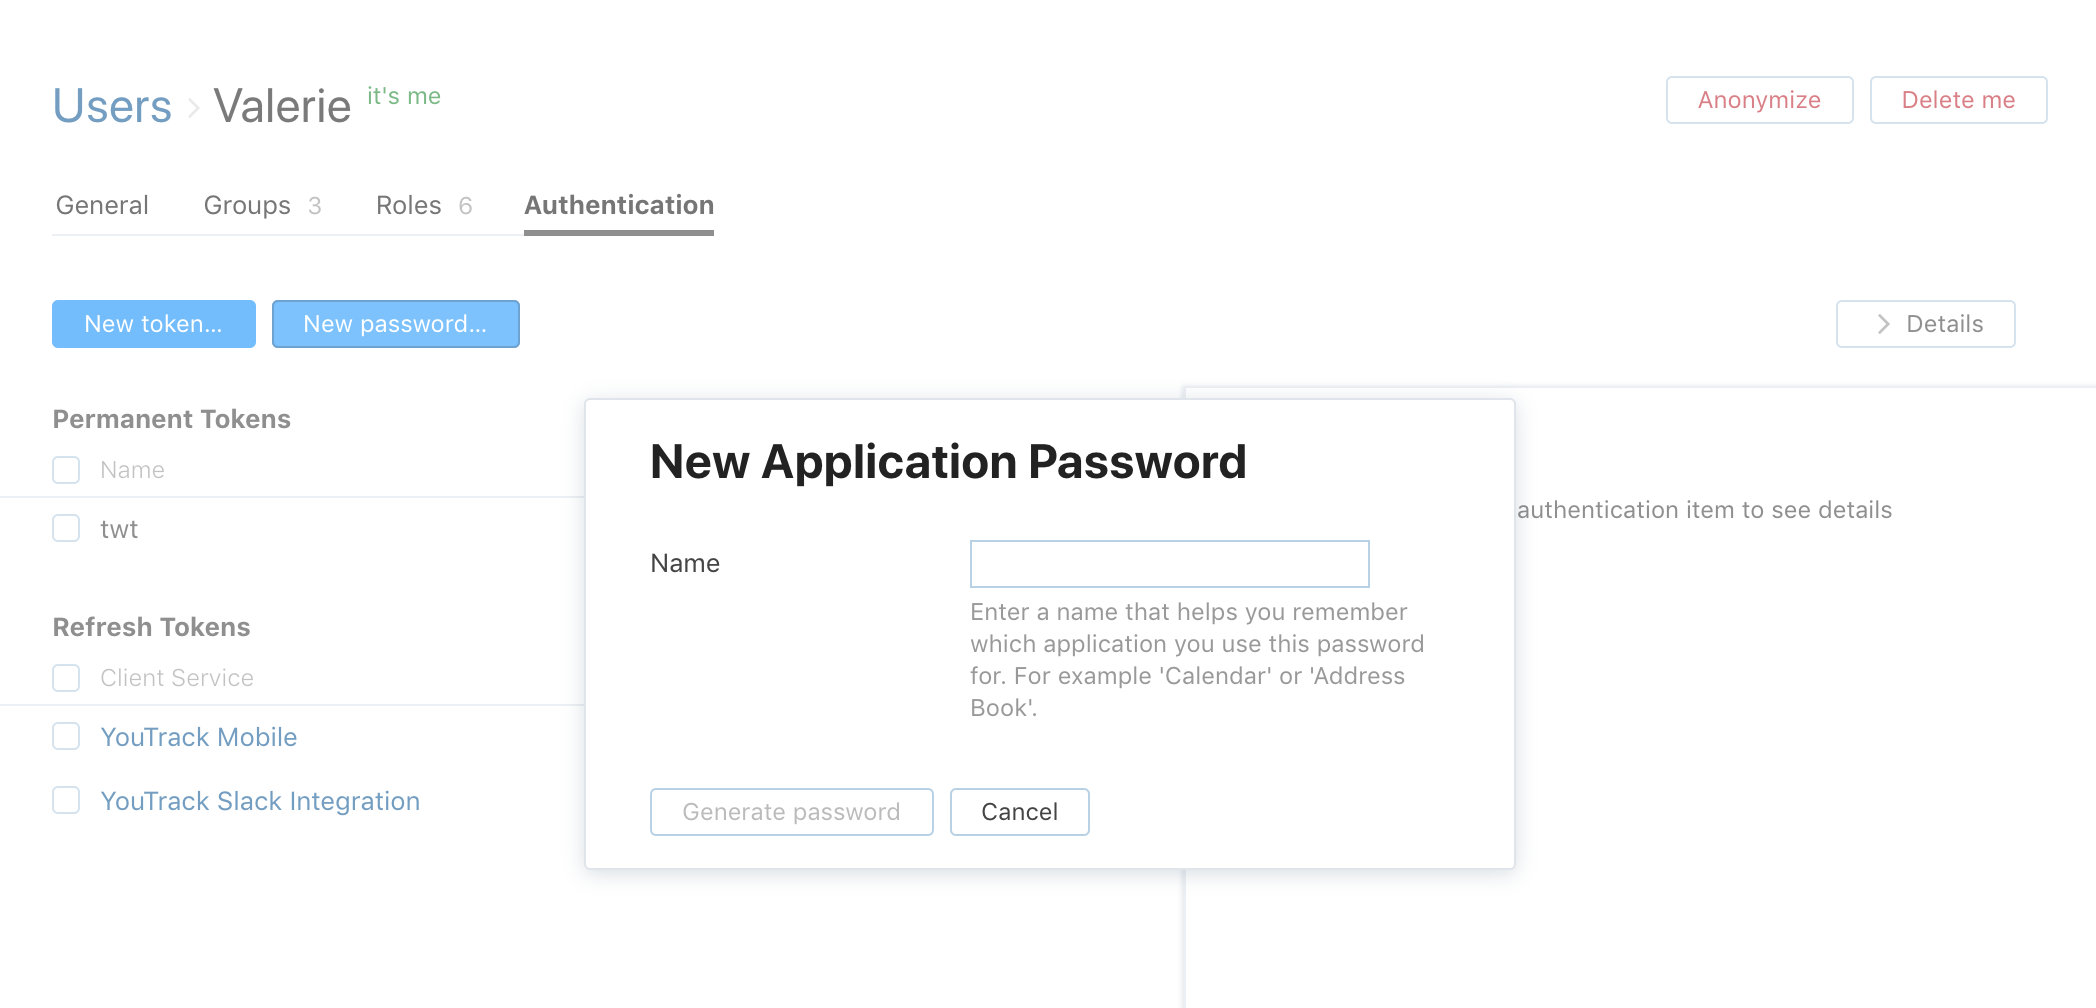 Users > Valerie it's me
Anonymize
Delete me
General
Groups 3
Roles 6
Authentication
New token...
New password...
Details
Permanent Tokens
Name
twt
Refresh Tokens
Client Service
YouTrack Mobile
YouTrack Slack Integration
authentication item to see details
New Application Password
Name
Enter a name that helps you remember
which application you use this password
for. For example 'Calendar' or 'Address
Book'.
Generate password
Cancel